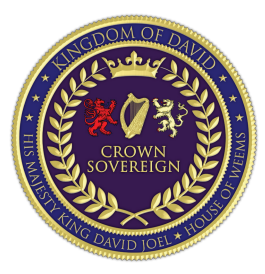 KINGDOM OF DAVID
CROWN
SOVEREIGN
HIS MAJESTY KING DAVID JOEL ★ HOUSE OF WEEMS